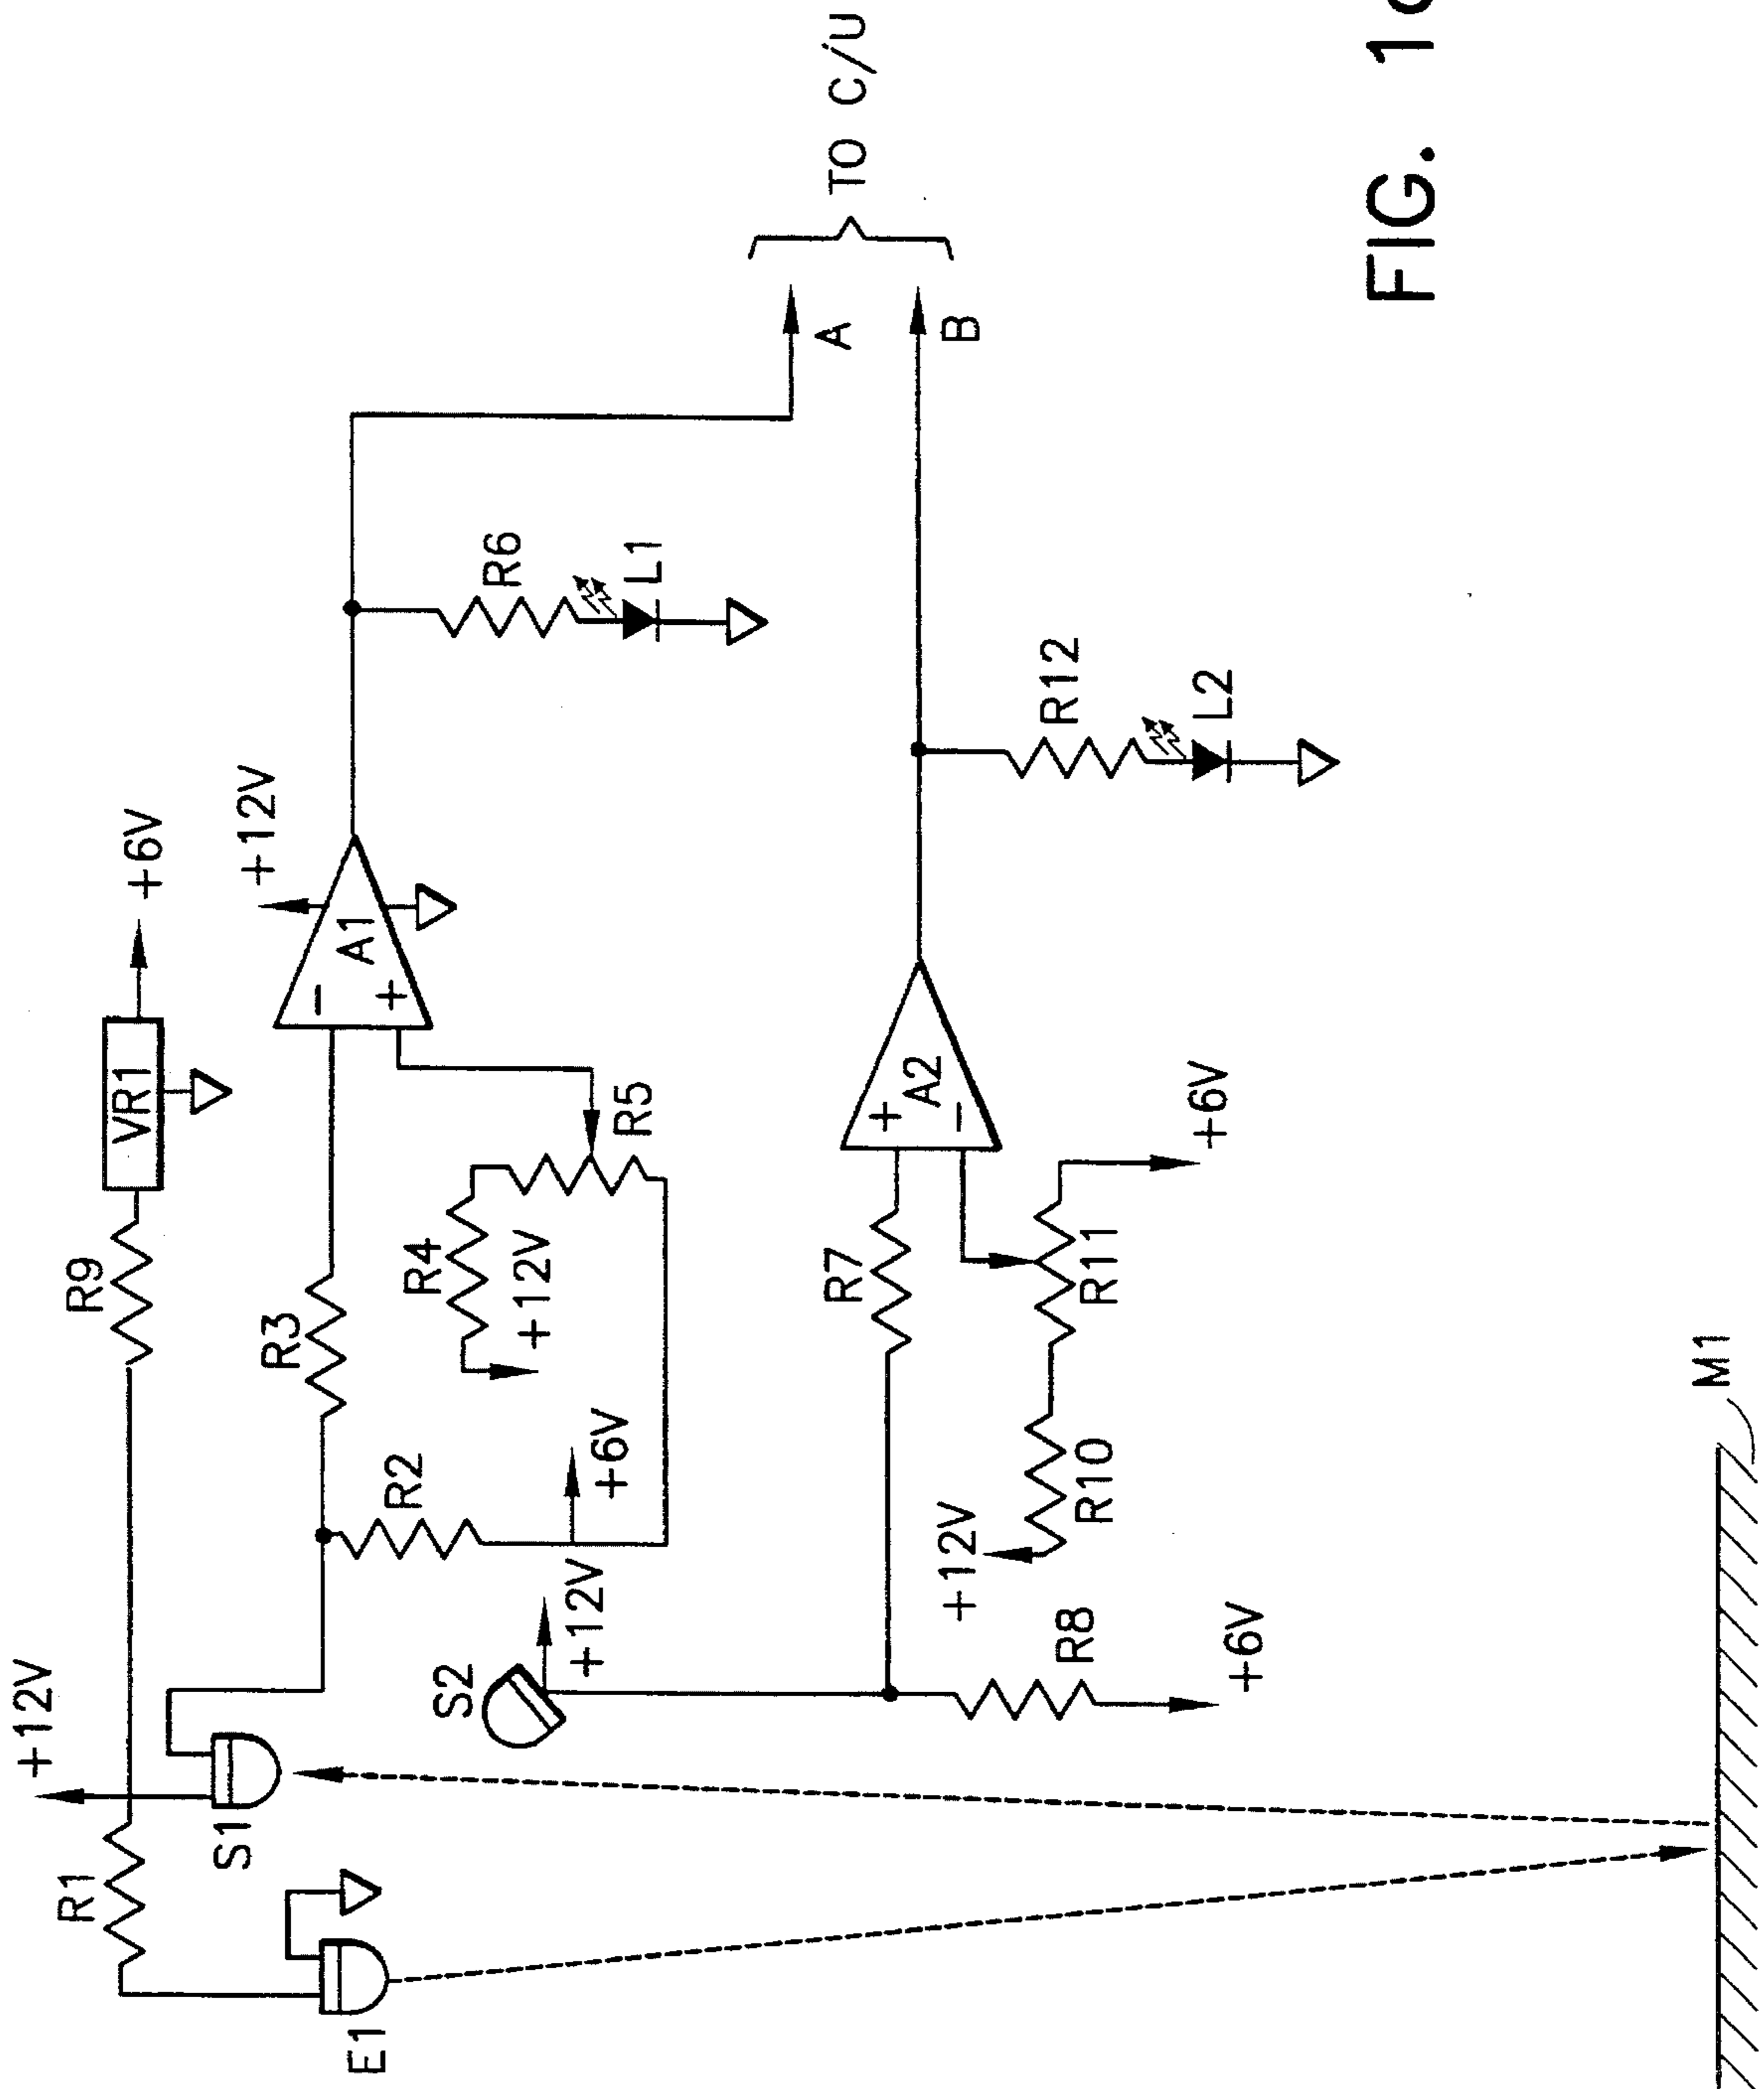 +12V
R1
R9
VR1
+6V
S1
+12V
R3
−
A1
+
E1
R2
R4
S2
R6
+12V
+12V
+6V
R5
L1
A
TO C/U
R7
+
A2
−
B
+12V
R12
R8
R10
R11
+6V
L2
+6V
FIG. 1
M1